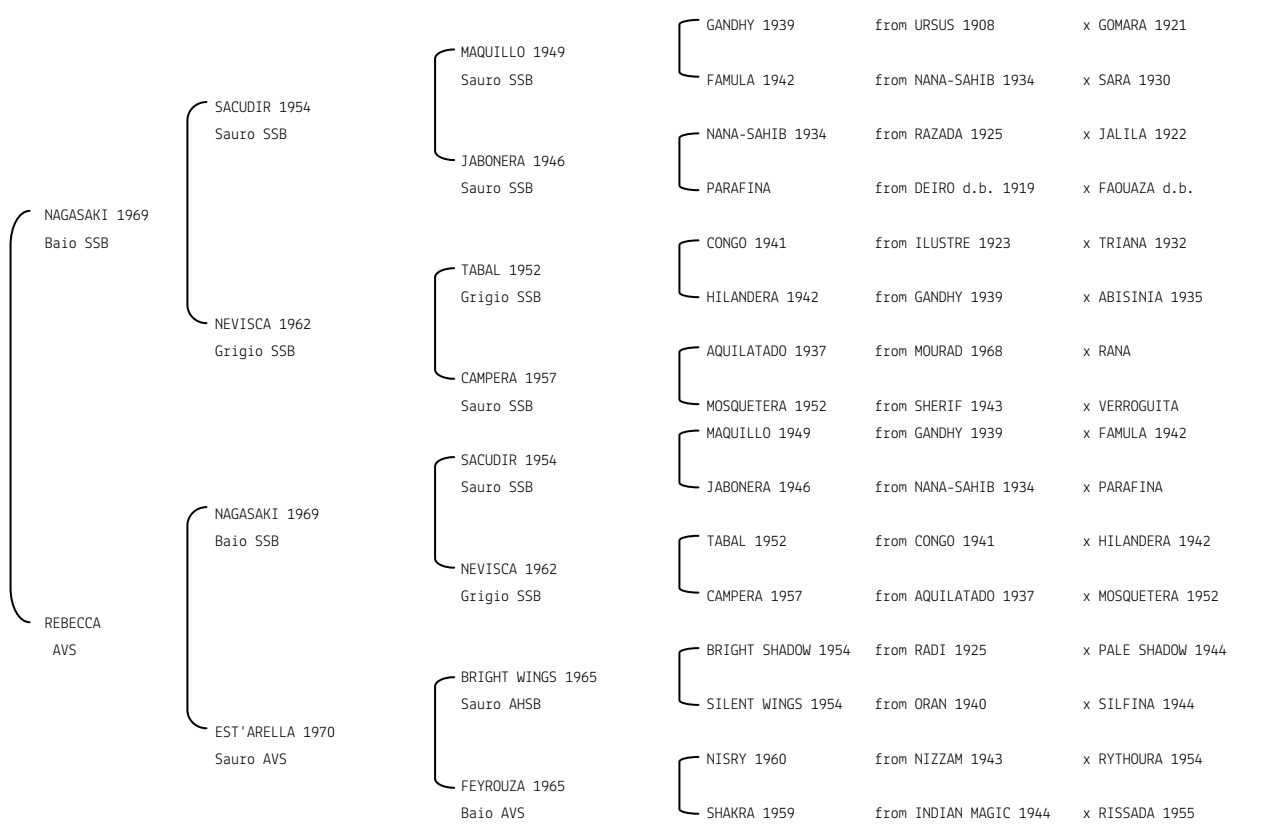 GANDHY 1939 from URSUS 1908 x GOMARA 1921
MAQUILLO 1949
Sauro SSB FAMULA 1942 from NANA-SAHIB 1934 x SARA 1930
SACUDIR 1954
Sauro SSB NANA-SAHIB 1934 from RAZADA 1925 x JALILA 1922
JABONERA 1946
Sauro SSB PARAFINA from DEIRO d.b. 1919 x FAOUAZA d.b.
NAGASAKI 1969
Baio SSB CONGO 1941 from ILUSTRE 1923 x TRIANA 1932
TABAL 1952
Grigio SSB HILANDERA 1942 from GANDHY 1939 x ABISINIA 1935
NEVISCA 1962
Grigio SSB AQUILATADO 1937 from MOURAD 1968 x RANA
CAMPERA 1957
Sauro SSB MOSQUETERA 1952 from SHERIF 1943 x VERROGUITA
MAQUILLO 1949 from GANDHY 1939 x FAMULA 1942
SACUDIR 1954
Sauro SSB JABONERA 1946 from NANA-SAHIB 1934 x PARAFINA
NAGASAKI 1969
Baio SSB TABAL 1952 from CONGO 1941 x HILANDERA 1942
NEVISCA 1962
Grigio SSB CAMPERA 1957 from AQUILATADO 1937 x MOSQUETERA 1952
REBECCA
AVS BRIGHT SHADOW 1954 from RADI 1925 x PALE SHADOW 1944
BRIGHT WINGS 1965
Sauro AHSB SILENT WINGS 1954 from ORAN 1940 x SILFINA 1944
EST'ARELLA 1970
Sauro AVS NISRY 1960 from NIZZAM 1943 x RYTHOURA 1954
FEYROUZA 1965
Baio AVS SHAKRA 1959 from INDIAN MAGIC 1944 x RISSADA 1955